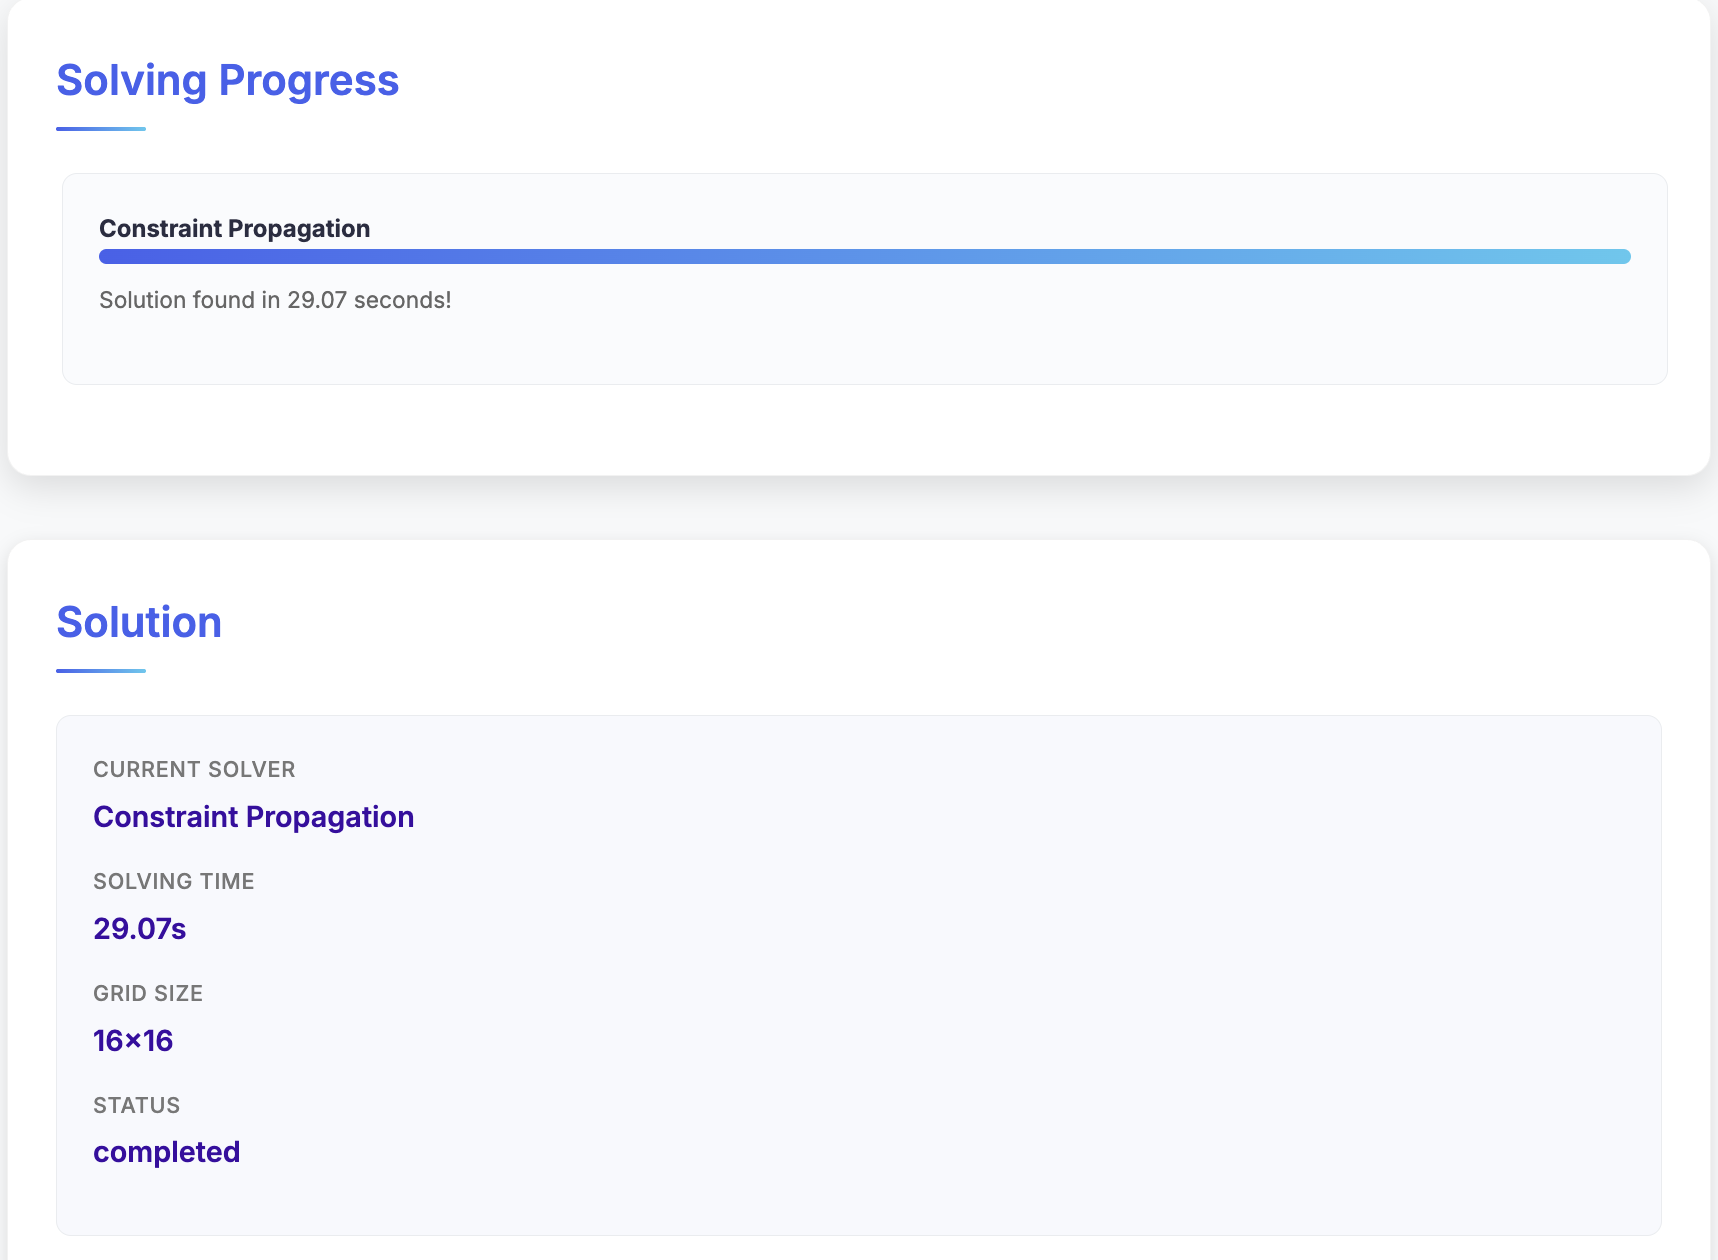 Solving Progress
Constraint Propagation
Solution found in 29.07 seconds!
Solution
CURRENT SOLVER
Constraint Propagation
SOLVING TIME
29.07s
GRID SIZE
16×16
STATUS
completed